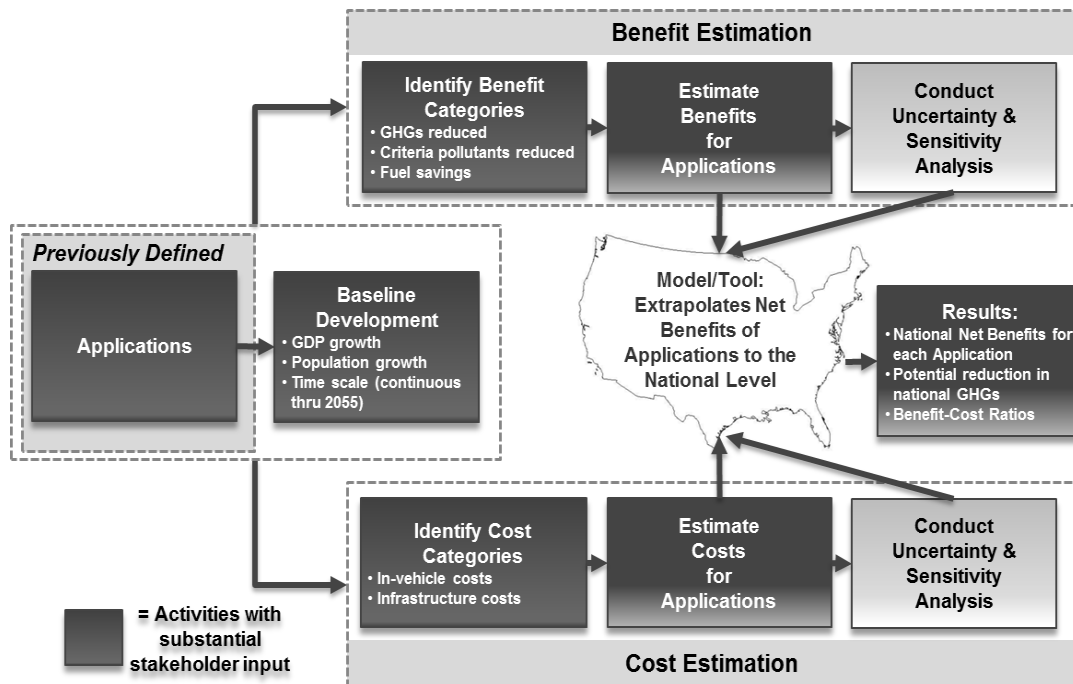 Benefit Estimation
Identify Benefit
Categories
• GHGs reduced
• Criteria pollutants reduced
• Fuel savings
Estimate
Benefits
for
Applications
Conduct
Uncertainty &
Sensitivity
Analysis
Previously Defined
Applications
Baseline
Development
• GDP growth
• Population growth
• Time scale (continuous
thru 2055)
Model/Tool:
Extrapolates Net
Benefits of
Applications to the
National Level
Results:
• National Net Benefits for
each Application
• Potential reduction in
national GHGs
• Benefit-Cost Ratios
Identify Cost
Categories
• In-vehicle costs
• Infrastructure costs
Estimate
Costs
for
Applications
Conduct
Uncertainty &
Sensitivity
Analysis
= Activities with
substantial
stakeholder input
Cost Estimation